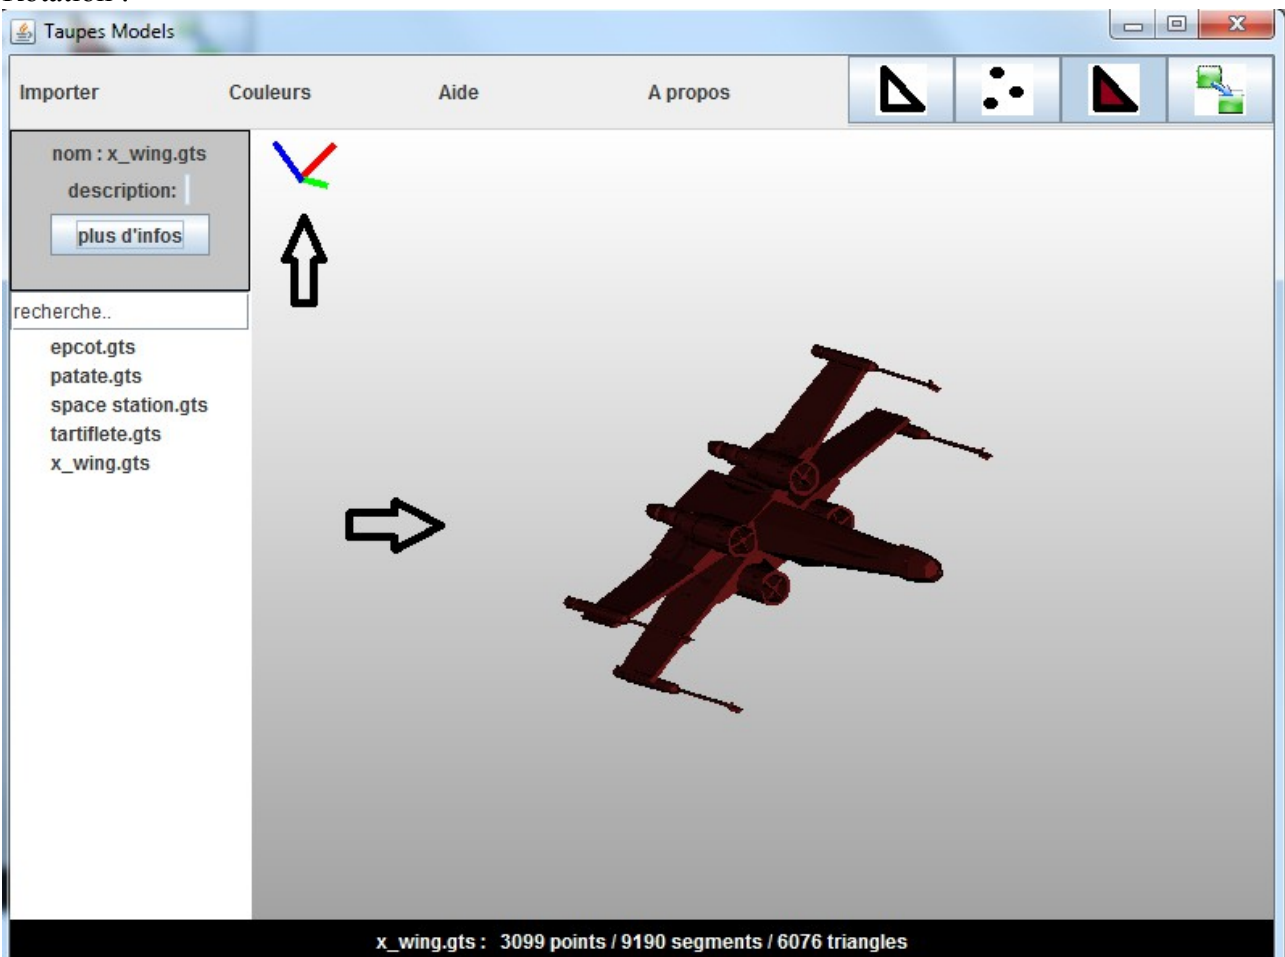 Rotation :
Taupes Models
Importer Couleurs Aide A propos
nom : x_wing.gts
description:
plus d'infos
recherche..
epcot.gts
patate.gts
space station.gts
tartiflete.gts
x_wing.gts
x_wing.gts : 3099 points / 9190 segments / 6076 triangles